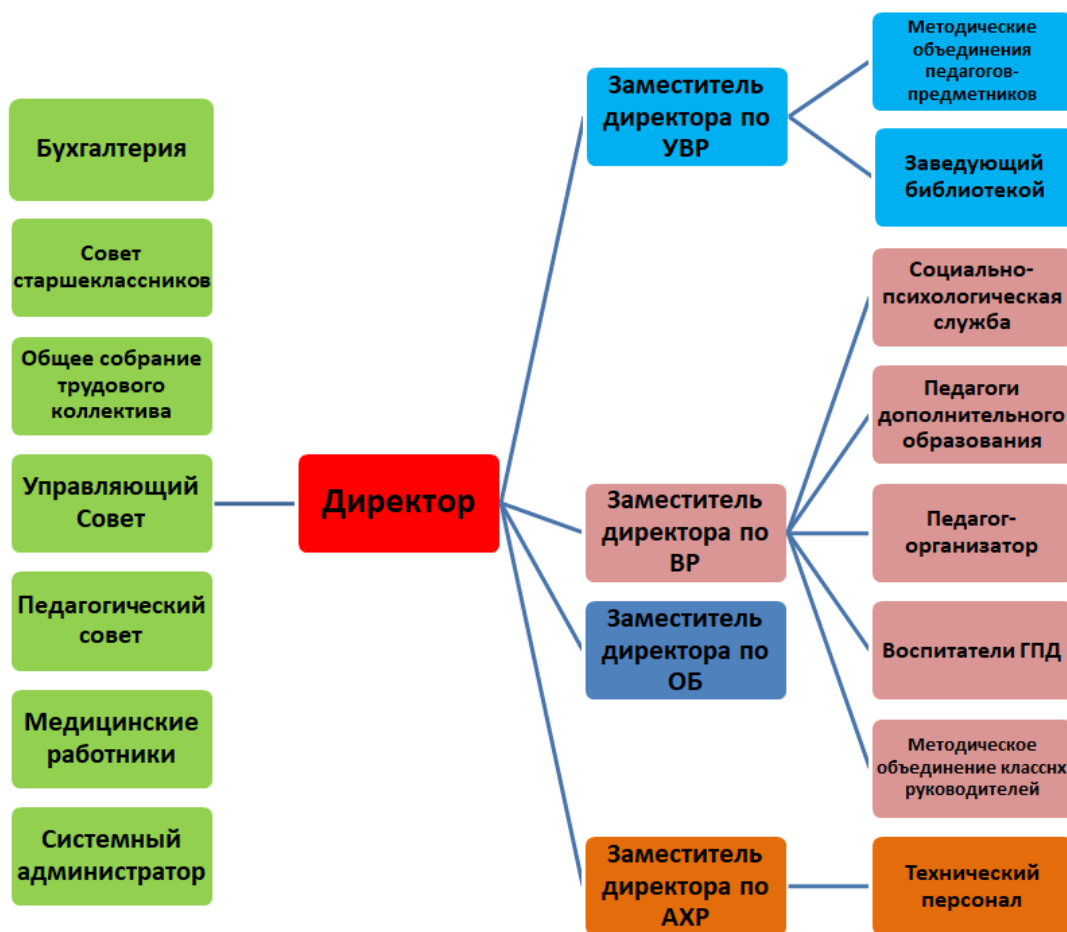 Бухгалтерия
Совет
старшеклассников
Общее собрание
трудового
коллектива
Управляющий
Совет
Педагогический
совет
Медицинские
работники
Системный
администратор
Директор
Заместитель
директора по
УВР
Заместитель
директора по
ВР
Заместитель
директора по
ОБ
Заместитель
директора по
АХР
Методические
объединения
педагогов-
предметников
Заведующий
библиотекой
Социально-
психологическая
служба
Педагоги
дополнительного
образования
Педагог-
организатор
Воспитатели ГПД
Методическое
объединение класснх
руководителей
Технический
персонал